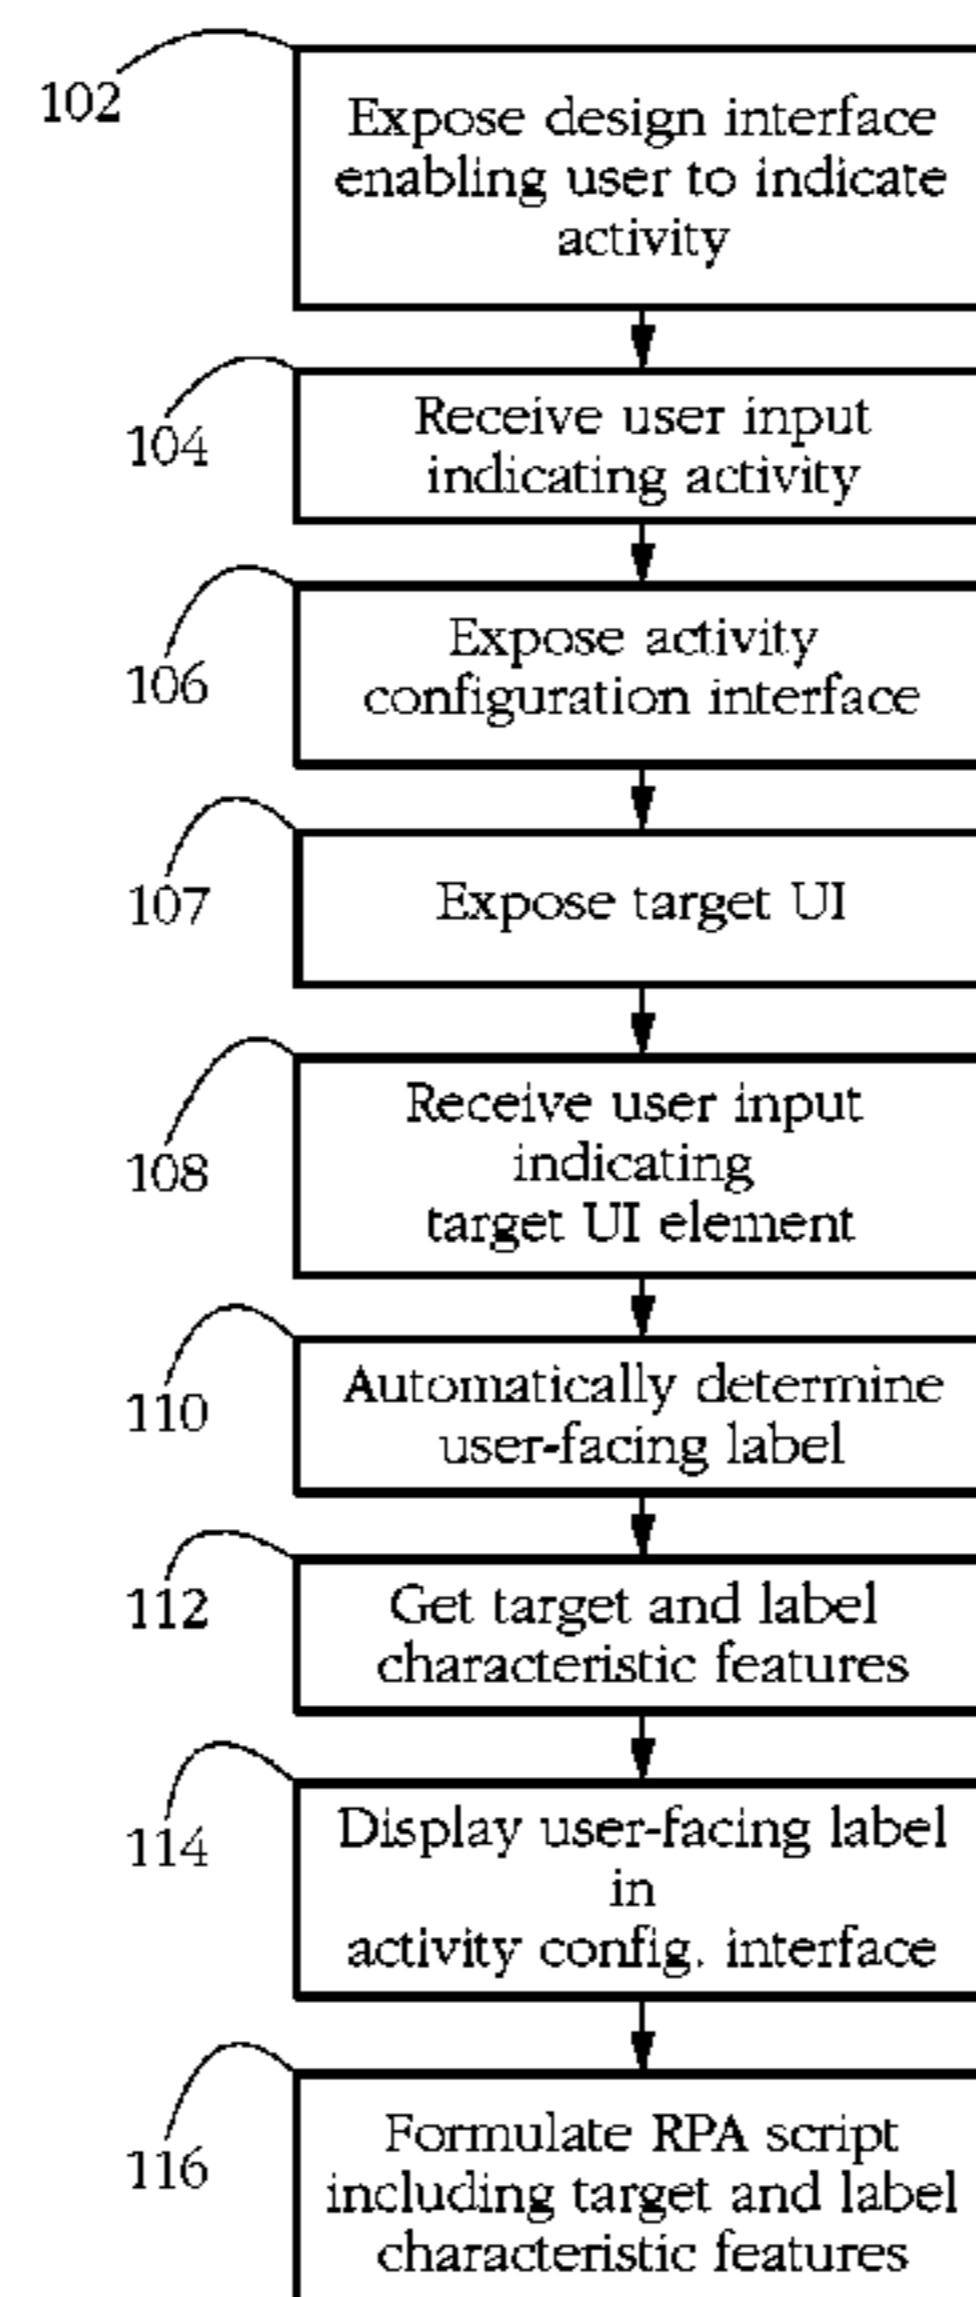 102
Expose design interface
enabling user to indicate
activity
104
Receive user input
indicating activity
106
Expose activity
configuration interface
107
Expose target UI
108
Receive user input
indicating
target UI element
110
Automatically determine
user-facing label
112
Get target and label
characteristic features
114
Display user-facing label
in
activity config. interface
116
Formulate RPA script
including target and label
characteristic features